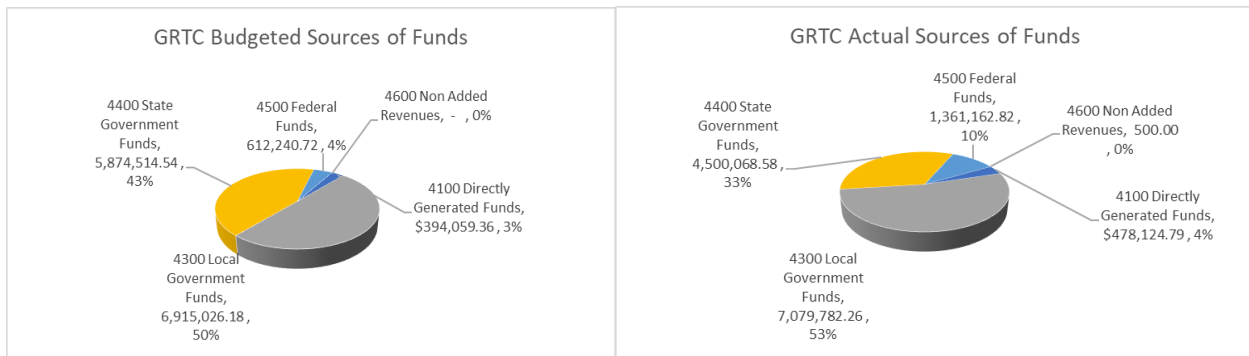 GRTC Budgeted Sources of Funds
4400 State
Government
Funds,
5,874,514.54 ,
43%
4500 Federal
Funds,
612,240.72 , 4%
4600 Non Added
Revenues, - , 0%
4100 Directly
Generated Funds,
$394,059.36 , 3%
4300 Local
Government
Funds,
6,915,026.18 ,
50%
GRTC Actual Sources of Funds
4400 State
Government
Funds,
4,500,068.58 ,
33%
4500 Federal
Funds,
1,361,162.82 ,
10%
4600 Non Added
Revenues, 500.00
, 0%
4100 Directly
Generated Funds,
$478,124.79 , 4%
4300 Local
Government
Funds,
7,079,782.26 ,
53%